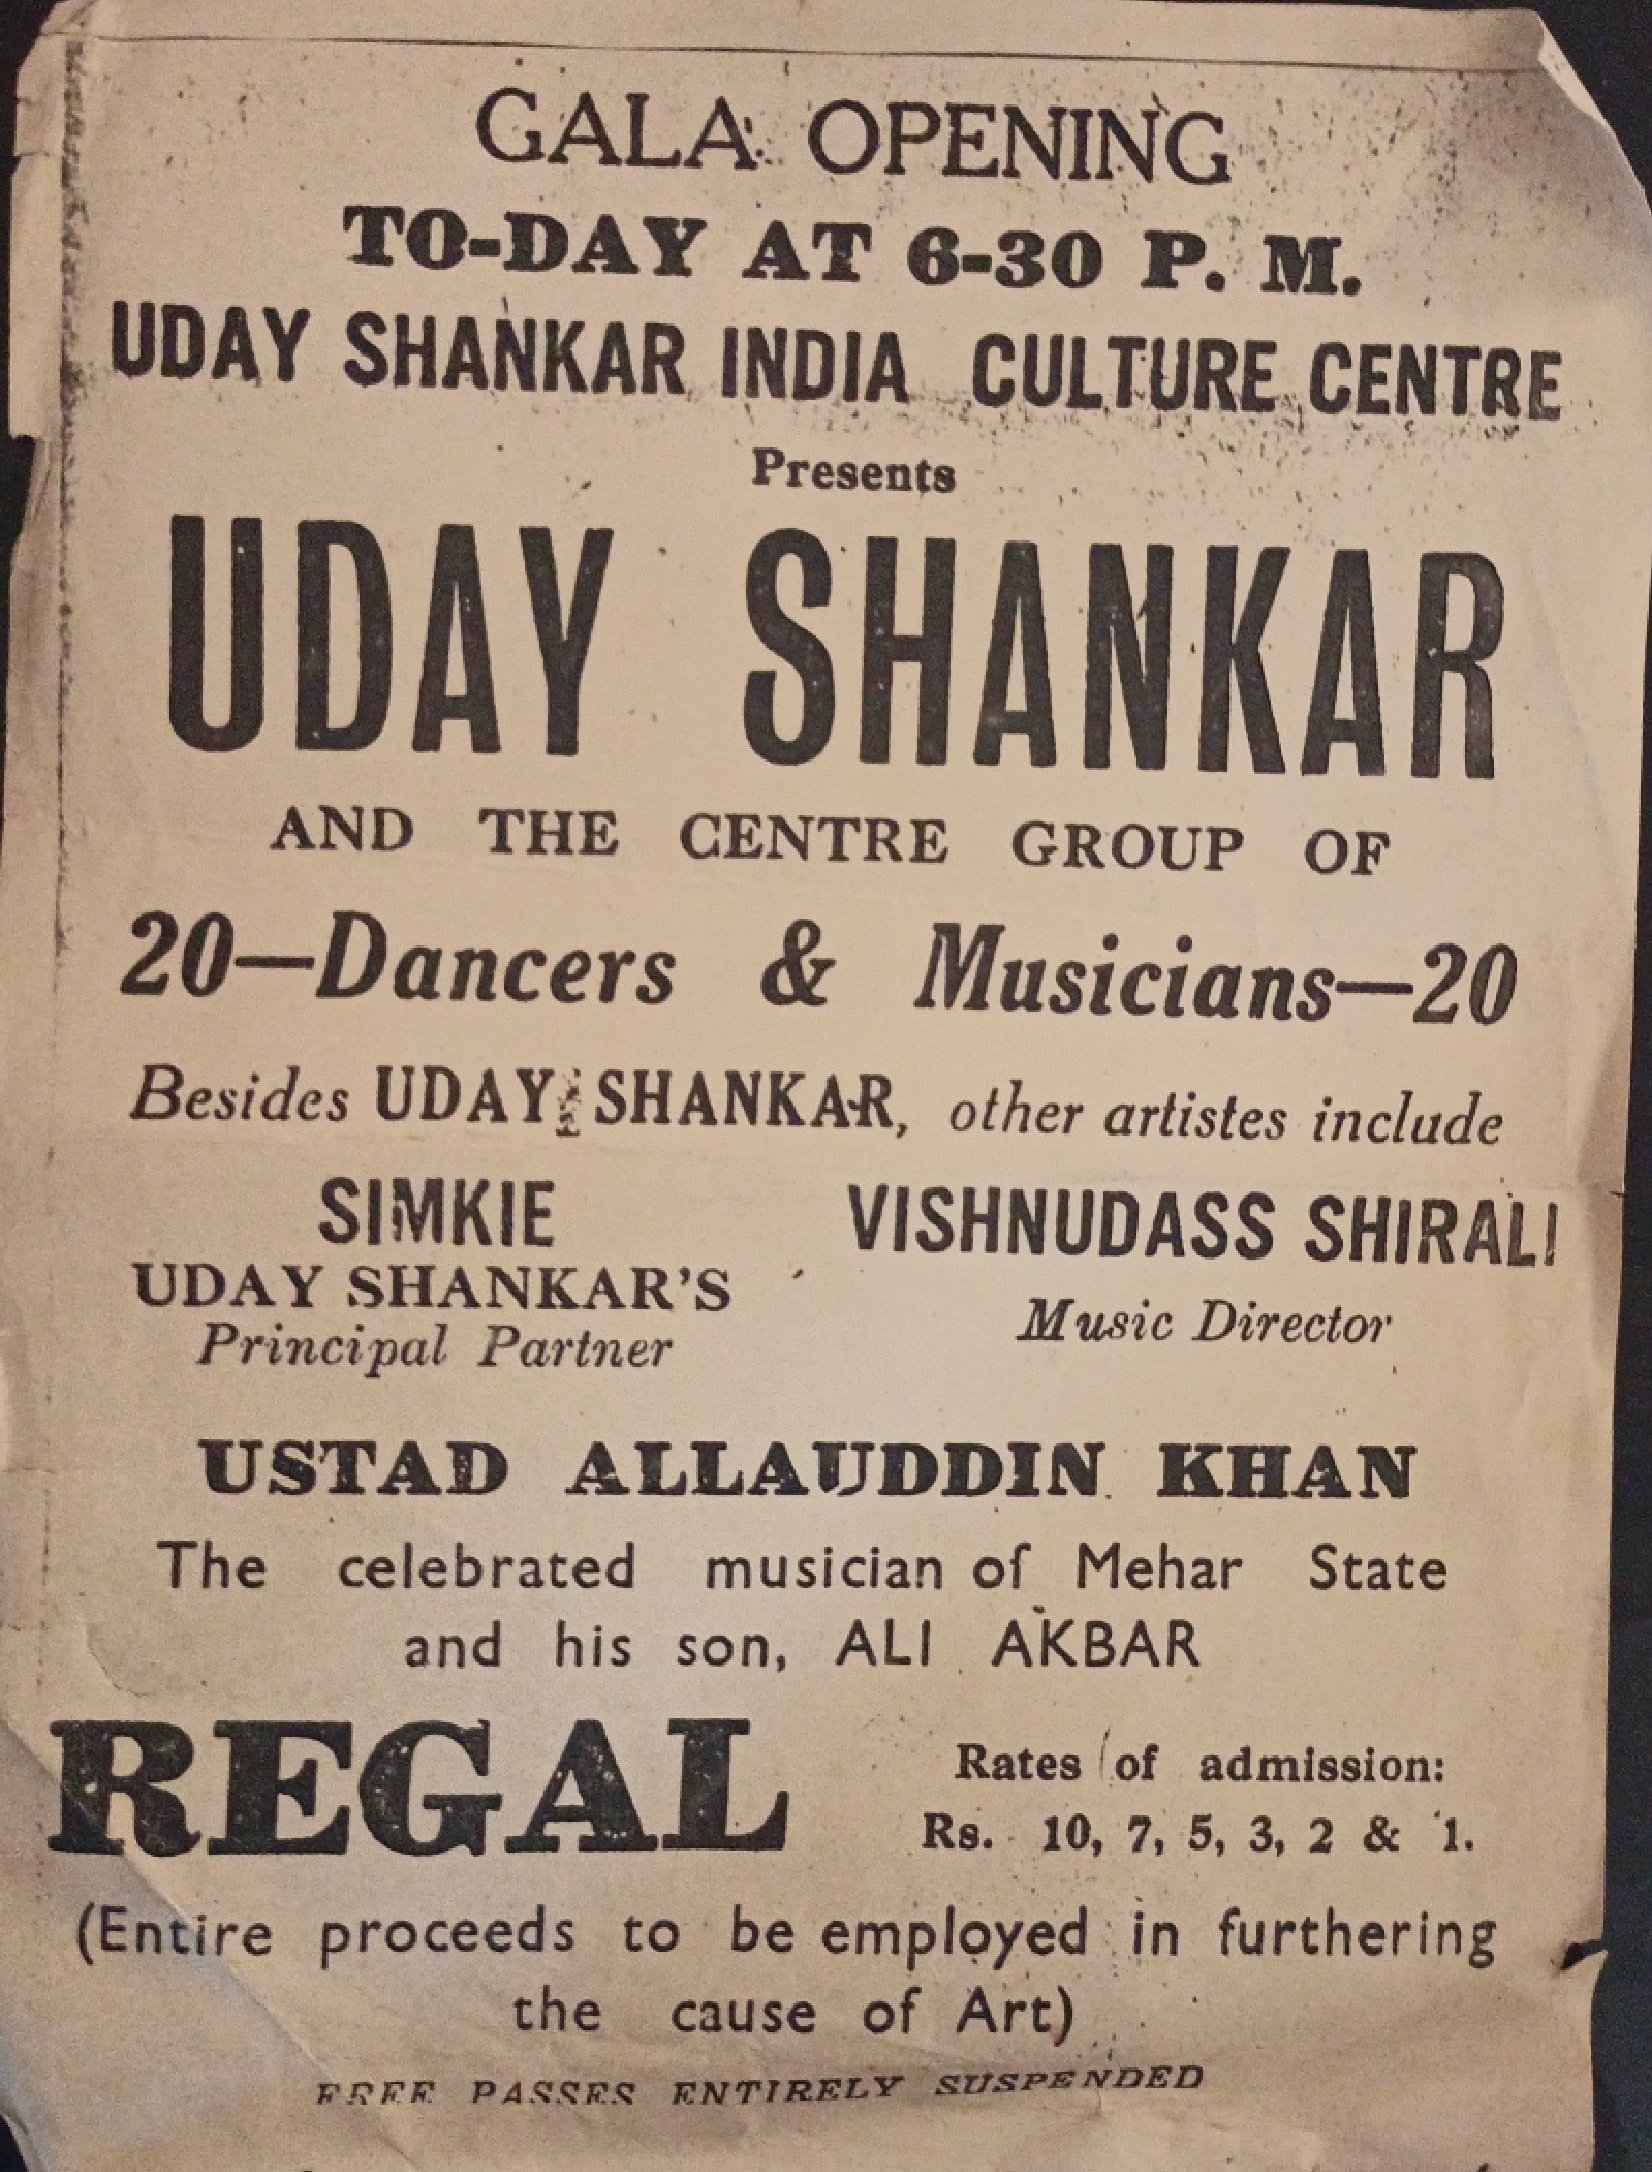 GALA OPENING
TO-DAY AT 6-30 P. M.
UDAY SHANKAR INDIA CULTURE CENTRE
Presents
UDAY SHANKAR
AND THE CENTRE GROUP OF
20—Dancers & Musicians—20
Besides UDAY SHANKAR, other artistes include
SIMKIE
UDAY SHANKAR'S
Principal Partner
VISHNUDASS SHIRALI
Music Director
USTAD ALLAUDDIN KHAN
The celebrated musician of Mehar State
and his son, ALI AKBAR
REGAL
Rates of admission:
Rs. 10, 7, 5, 3, 2 & 1.
(Entire proceeds to be employed in furthering
the cause of Art)
FREE PASSES ENTIRELY SUSPENDED